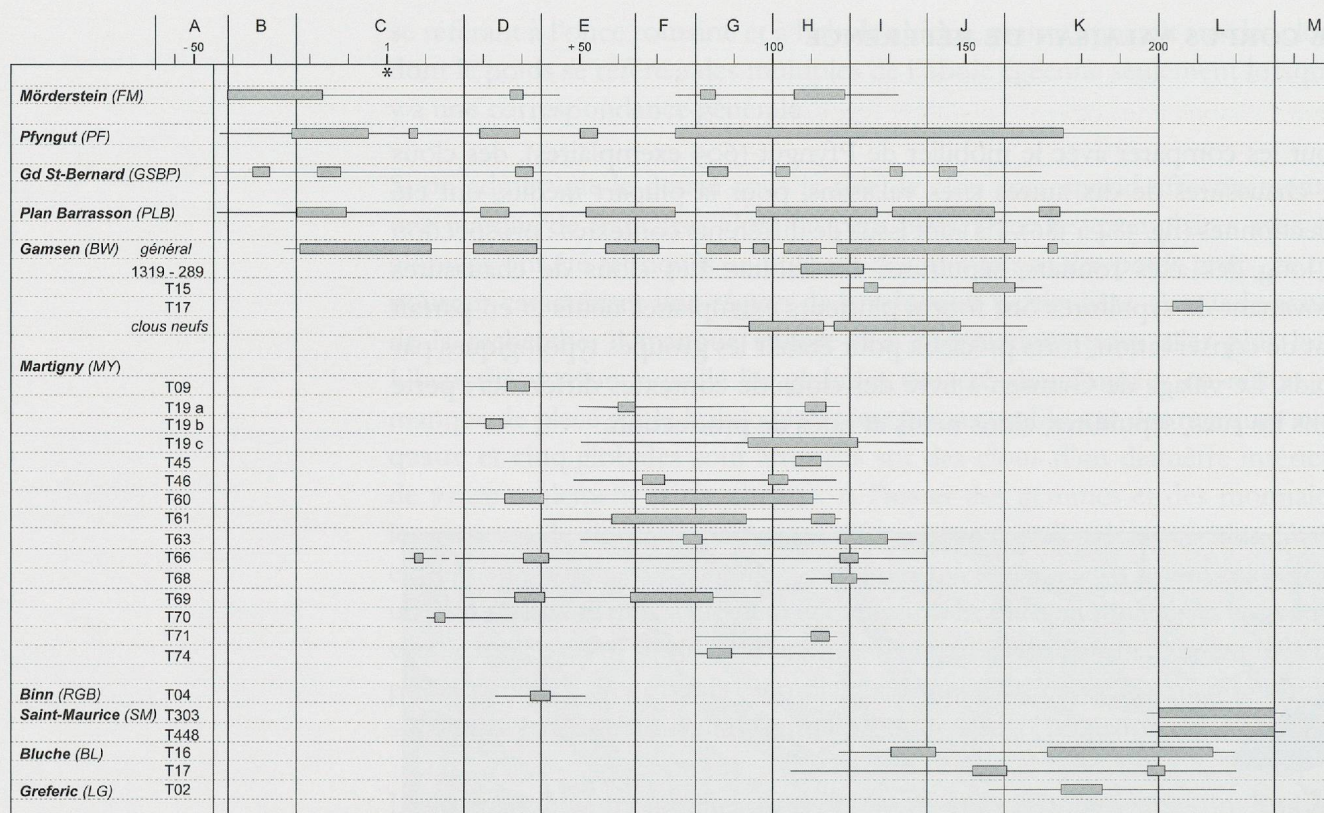 A B C D E F G H I J K L M
- 50 1 + 50 100 150 200
*
Mörderstein (FM)
Pfyngut (PF)
Gd St-Bernard (GSBP)
Plan Barrasson (PLB)
Gamsen (BW) général
1319 - 289
T15
T17
clous neufs
Martigny (MY)
T09
T19 a
T19 b
T19 c
T45
T46
T60
T61
T63
T66
T68
T69
T70
T71
T74
Binn (RGB) T04
Saint-Maurice (SM) T303
T448
Bluche (BL) T16
T17
Greferic (LG) T02